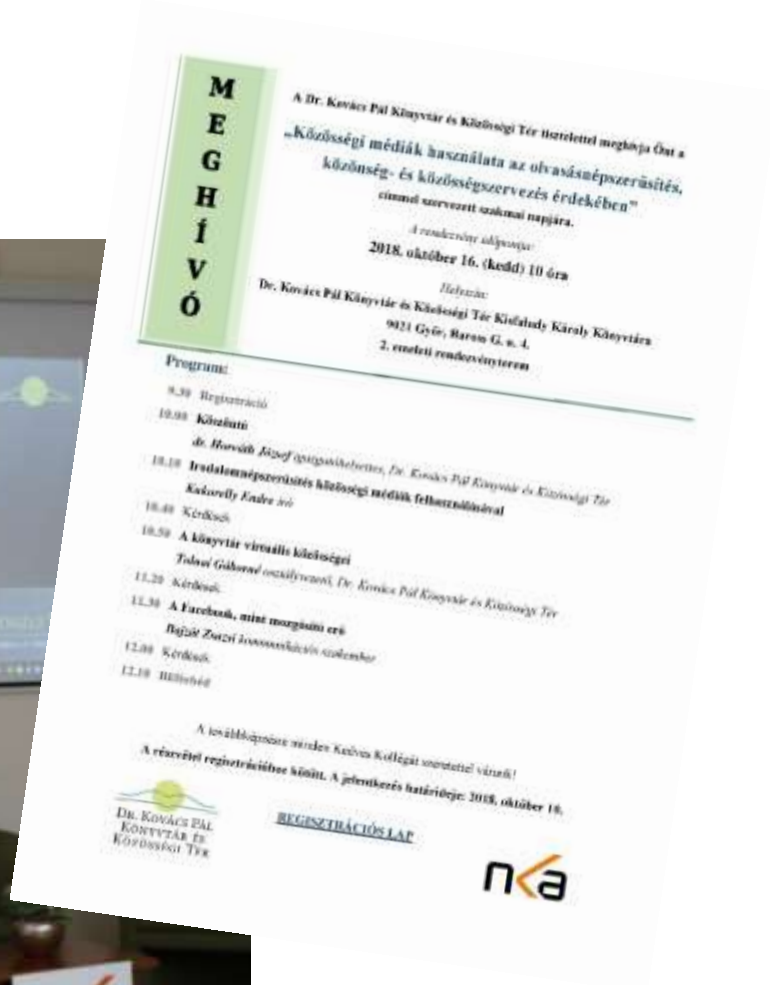 MEGHÍVÓ
A Dr. Kovács Pál Könyvtár és Közösségi Tér tisztelettel meghívja Önt a
„Közösségi médiák használata az olvasásnépszerűsítés,
közönség- és közösségszervezés érdekében”
címmel szervezett szakmai napjára.
A rendezvény időpontja:
2018. október 16. (kedd) 10 óra
Helyszín:
Dr. Kovács Pál Könyvtár és Közösségi Tér Kisfaludy Károly Könyvtára
9021 Győr, Baross G. u. 4.
2. emeleti rendezvényterem
Program:
9.30 Regisztráció
10.00 Köszöntő
dr. Horváth József igazgatóhelyettes, Dr. Kovács Pál Könyvtár és Közösségi Tér
10.10 Irodalomnépszerűsítés közösségi médiák felhasználásával
Kukorelly Endre író
10.40 Kérdések
10.50 A könyvtár virtuális közösségei
Tolnai Gáborné osztályvezető, Dr. Kovács Pál Könyvtár és Közösségi Tér
11.20 Kérdések
11.30 A Facebook, mint mozgósító erő
Zsuzsi kommunikációs szakember
12.00 Kérdések
12.10
A továbbképzésre minden Kedves Kollégát szeretettel várunk!
A részvétel regisztrációhoz kötött. A jelentkezés határideje: 2018. október 10.
REGISZTRÁCIÓS LAP
DR. KOVÁCS PÁL
KÖNYVTÁR ÉS
KÖZÖSSÉGI TÉR
nka